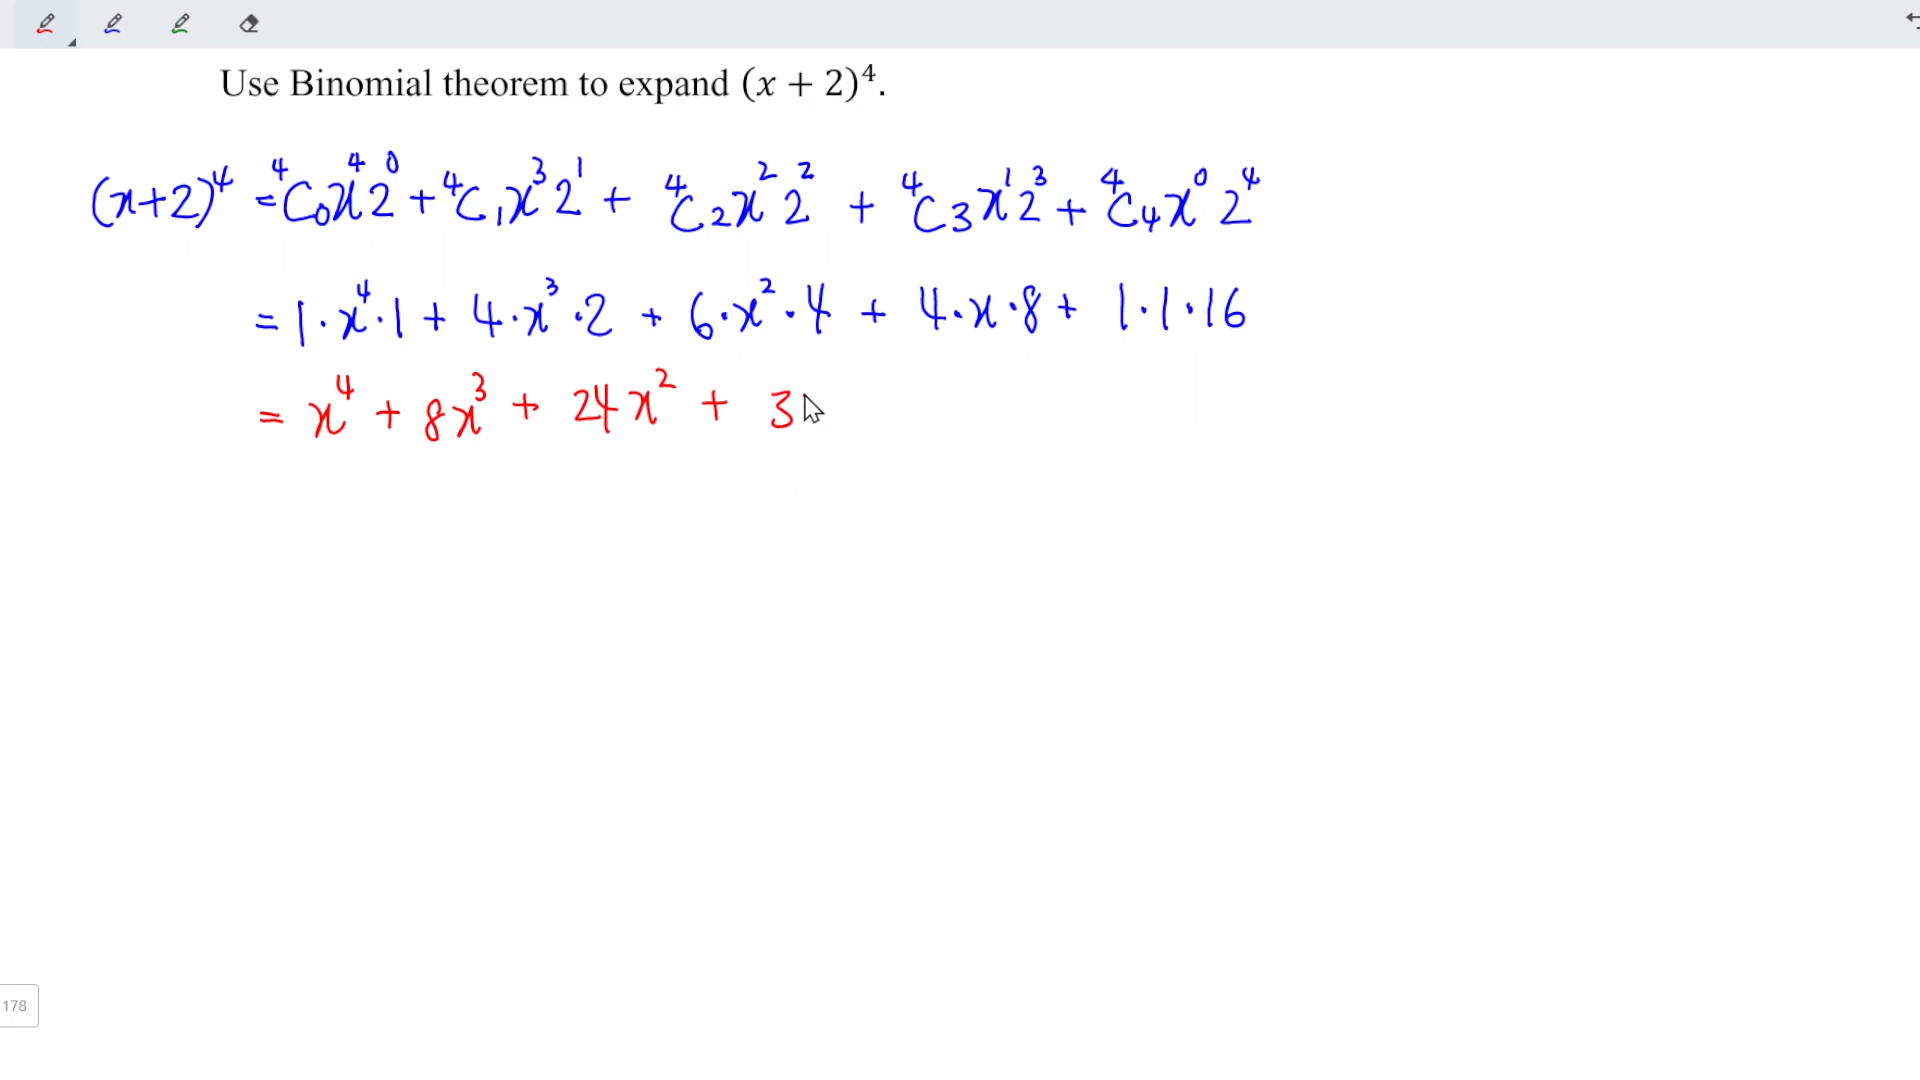 Use Binomial theorem to expand (x + 2)⁴.
(x+2)⁴ = ⁴C₀x⁴2⁰ + ⁴C₁x³2¹ + ⁴C₂x²2² + ⁴C₃x¹2³ + ⁴C₄x⁰2⁴
= 1·x⁴·1 + 4·x³·2 + 6·x²·4 + 4·x·8 + 1·1·16
= x⁴ + 8x³ + 24x² + 3
178